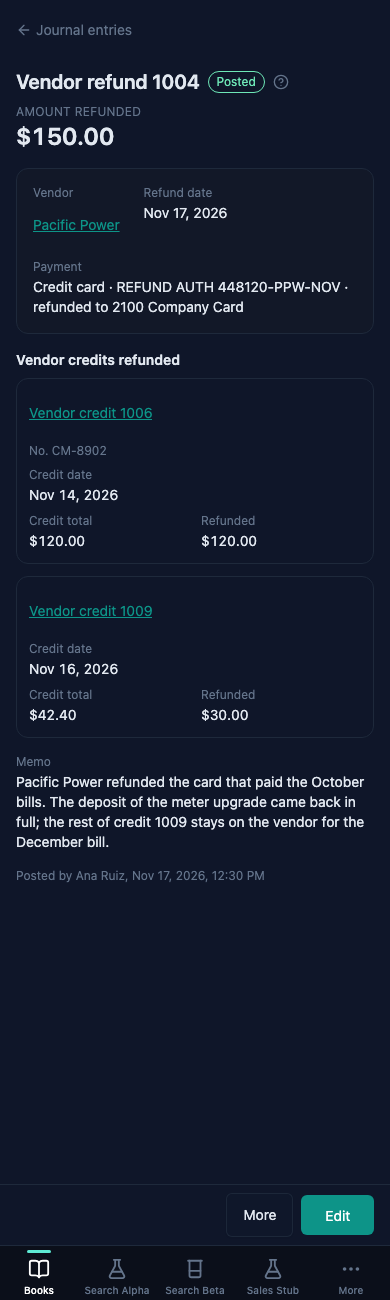 Journal entries
Vendor refund 1004 Posted
AMOUNT REFUNDED
$150.00
Vendor
Pacific Power
Refund date
Nov 17, 2026
Payment
Credit card · REFUND AUTH 448120-PPW-NOV ·
refunded to 2100 Company Card
Vendor credits refunded
Vendor credit 1006
No. CM-8902
Credit date
Nov 14, 2026
Credit total
$120.00
Refunded
$120.00
Vendor credit 1009
Credit date
Nov 16, 2026
Credit total
$42.40
Refunded
$30.00
Memo
Pacific Power refunded the card that paid the October
bills. The deposit of the meter upgrade came back in
full; the rest of credit 1009 stays on the vendor for the
December bill.
Posted by Ana Ruiz, Nov 17, 2026, 12:30 PM
More
Edit
Books
Search Alpha
Search Beta
Sales Stub
More